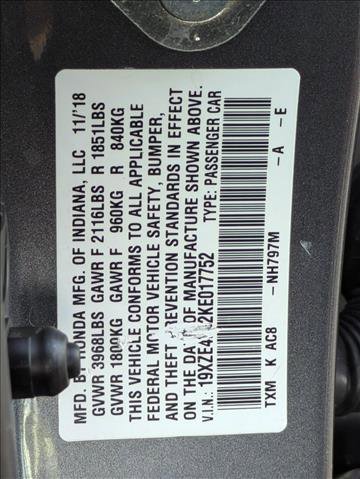 MFD. BY HONDA MFG. OF INDIANA, LLC 11/'18
GVWR 3968LBS GAWR F 2116LBS R 1851LBS
GVWR 1800KG GAWR F 960KG R 840KG
THIS VEHICLE CONFORMS TO ALL APPLICABLE
FEDERAL MOTOR VEHICLE SAFETY, BUMPER,
AND THEFT PREVENTION STANDARDS IN EFFECT
ON THE DA OF MANUFACTURE SHOWN ABOVE.
V.I.N.: 19XZE4 2KE017752 TYPE: PASSENGER CAR
TXM K AC8 -NH797M -A -E